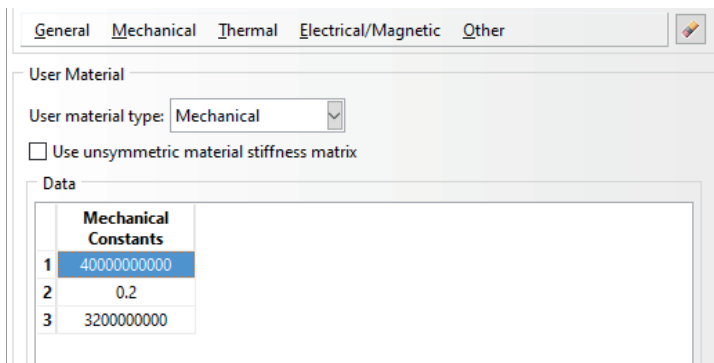 General Mechanical Thermal Electrical/Magnetic Other
User Material
User material type: Mechanical
Use unsymmetric material stiffness matrix
Data
Mechanical
Constants
1 40000000000
2 0.2
3 3200000000